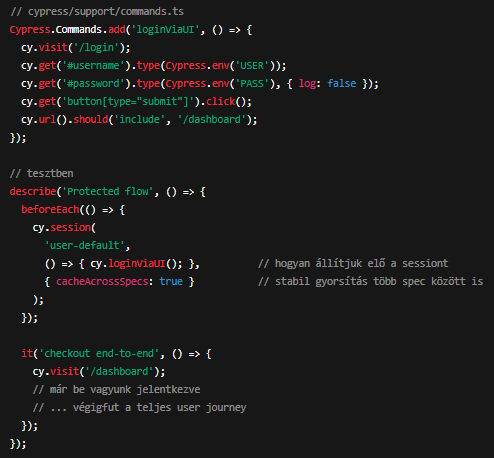 // cypress/support/commands.ts
Cypress.Commands.add('loginViaUI', () => {
  cy.visit('/login');
  cy.get('#username').type(Cypress.env('USER'));
  cy.get('#password').type(Cypress.env('PASS'), { log: false });
  cy.get('button[type="submit"]').click();
  cy.url().should('include', '/dashboard');
});

// tesztben
describe('Protected flow', () => {
  beforeEach(() => {
    cy.session(
      'user-default',
      () => { cy.loginViaUI(); },          // hogyan állítjuk elő a sessiont
      { cacheAcrossSpecs: true }           // stabil gyorsítás több spec között is
    );
  });

  it('checkout end-to-end', () => {
    cy.visit('/dashboard');
    // már be vagyunk jelentkezve
    // ... végigfut a teljes user journey
  });
});